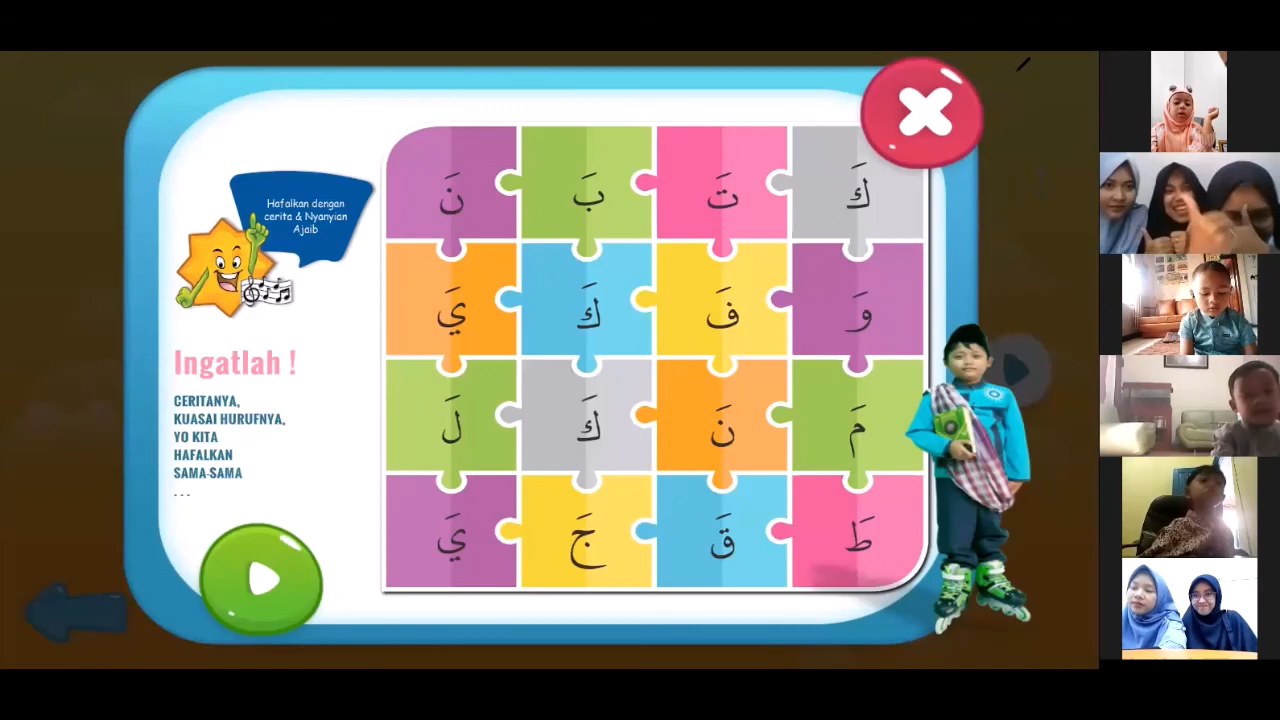 Hafalkan dengan
cerita & Nyanyian
Ajaib
Ingatlah !
CERITANYA,
KUASAI HURUFNYA,
YO KITA
HAFALKAN
SAMA-SAMA
. . .
كَ تَ بَ نَ
وَ فَ كَ يَ
مَ نَ كَ لَ
طَ قَ جَ يَ